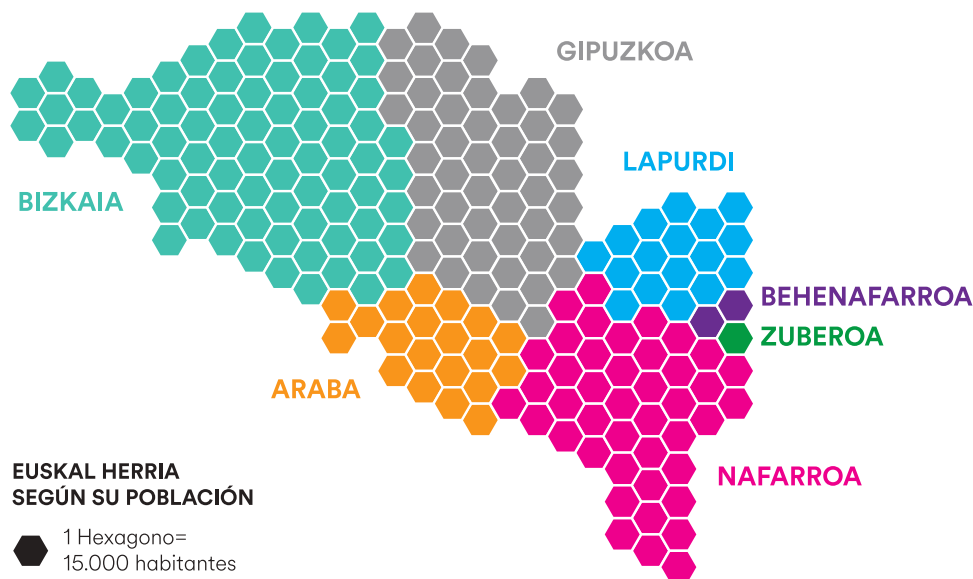 GIPUZKOA
LAPURDI
BIZKAIA
BEHENAFARROA
ZUBEROA
ARABA
NAFARROA
EUSKAL HERRIA
SEGÚN SU POBLACIÓN
1 Hexagono=
15.000 habitantes